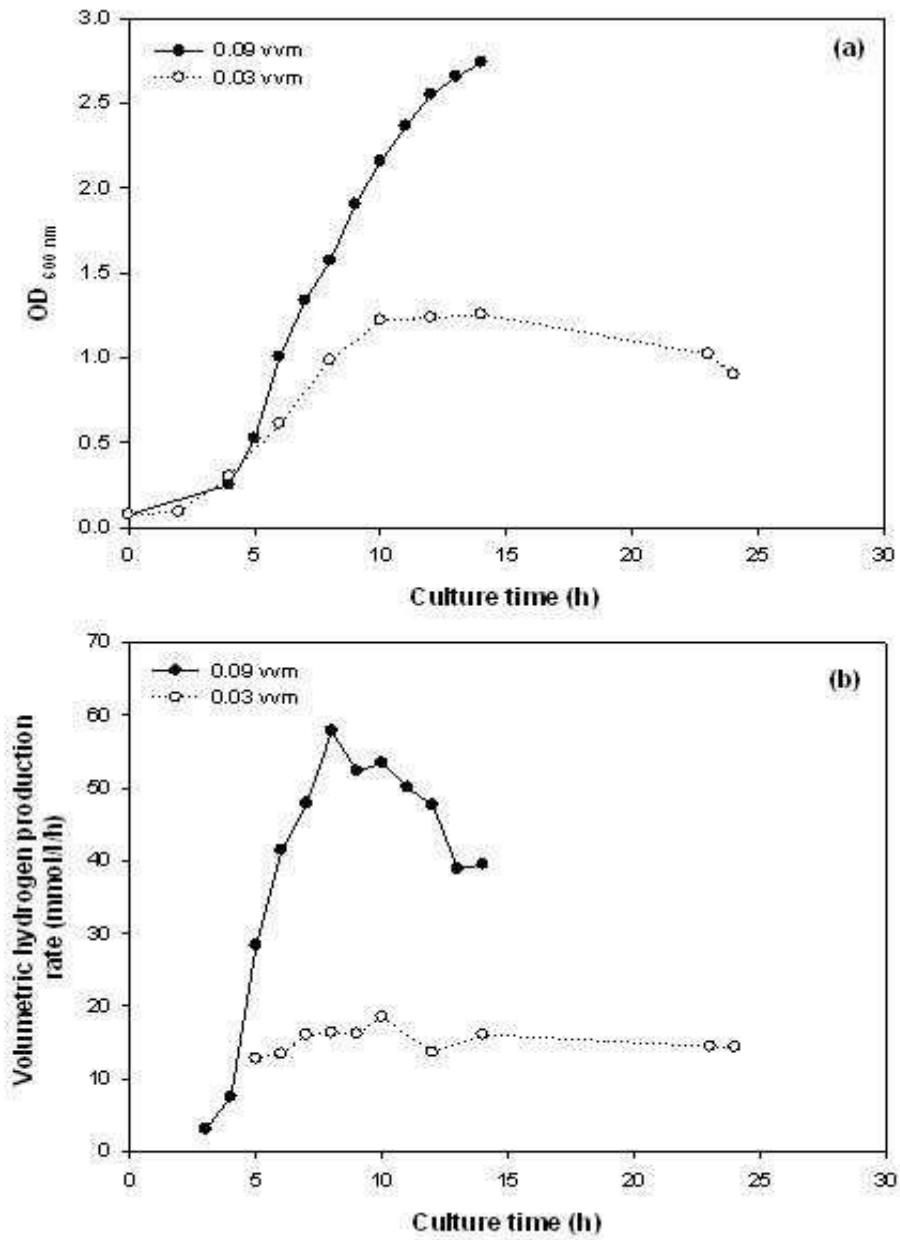 3.0
2.5
2.0
1.5
1.0
0.5
0.0
OD 600 nm
0.09 vvm
0.03 vvm
(a)
0 5 10 15 20 25 30
Culture time (h)
70
60
50
40
30
20
10
0
Volumetric hydrogen production
rate (mmol/l/h)
0.09 vvm
0.03 vvm
(b)
0 5 10 15 20 25 30
Culture time (h)